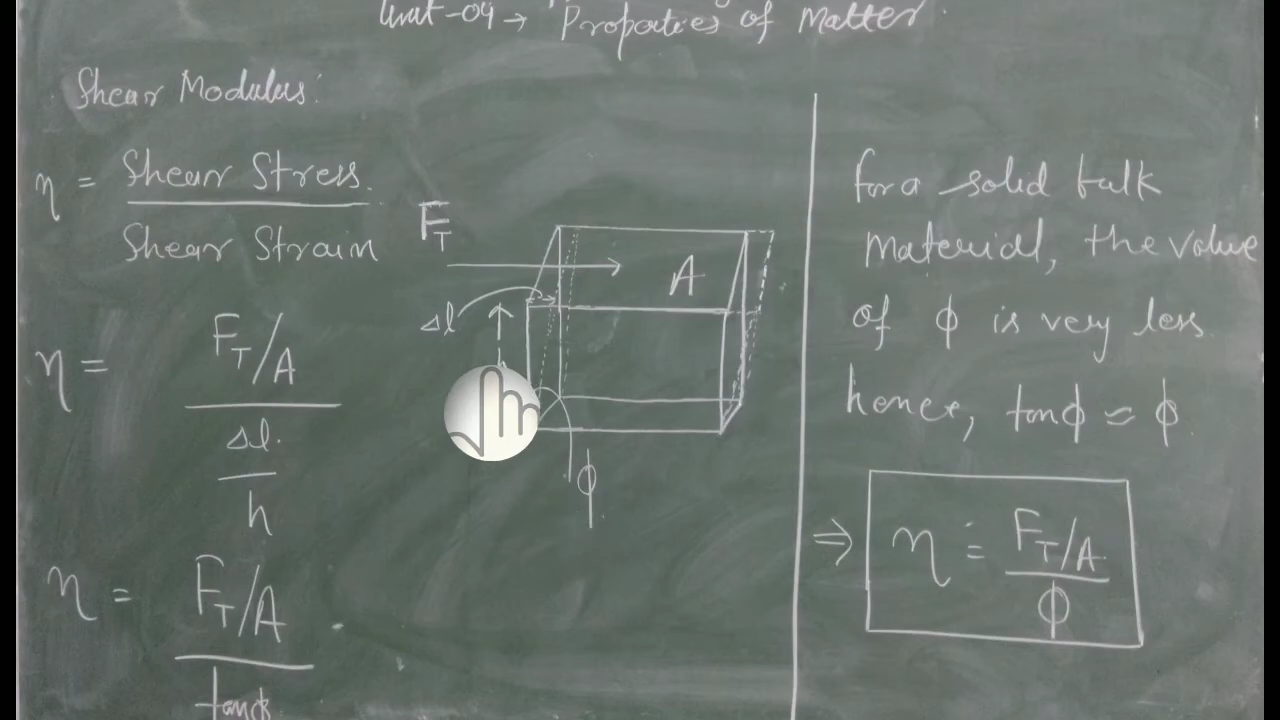 Unit-04 → Properties of Matter
Shear Modulus:
η = Shear Stress.
Shear Strain
η = F_T/A
Δl
h
η = F_T/A
tanϕ
F_T
A
Δl
ϕ
for a solid talk
material, the value
of ϕ is very less
hence, tanϕ ≈ ϕ
⇒ η = F_T/A
ϕ